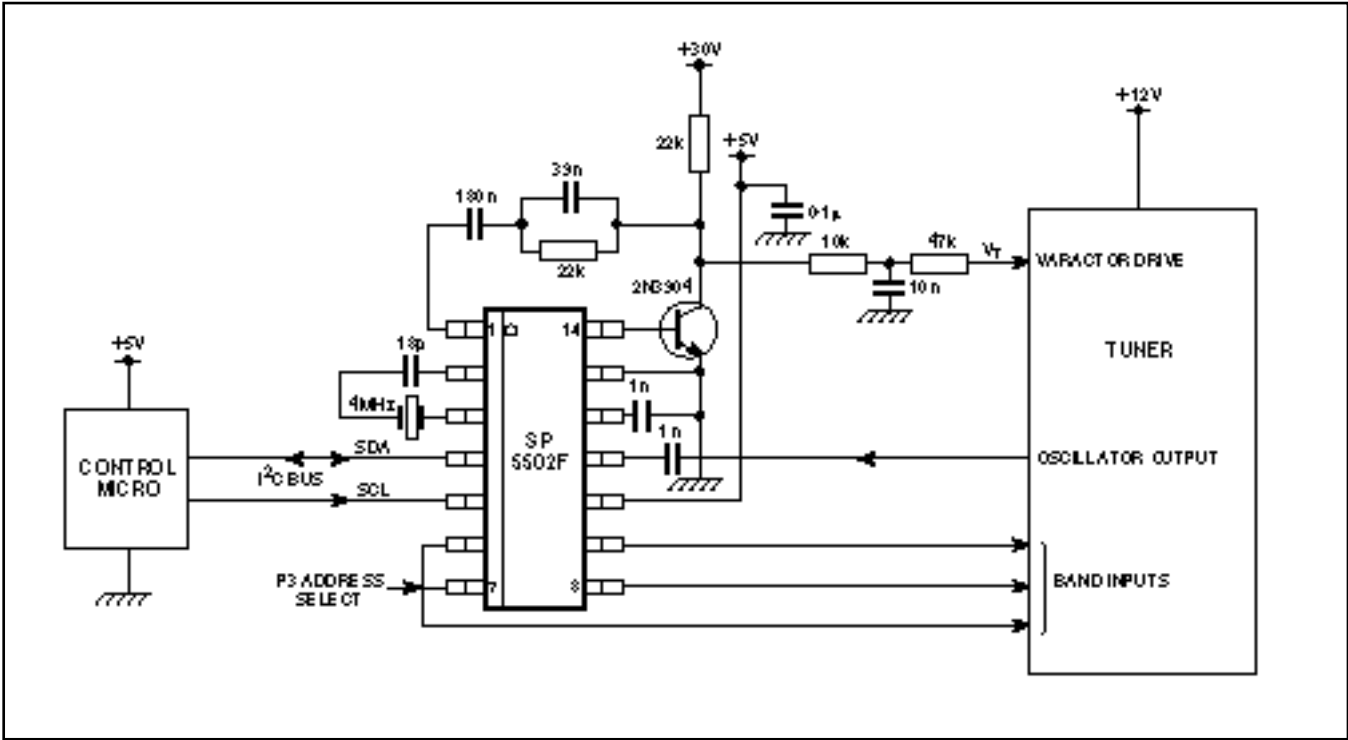 +30V
+12V
22k
+5V
39n
180n
0·1µ
10k
47k
VT
VARACTOR DRIVE
22k
2N3904
10n
1
14
TUNER
+5V
18p
4MHz
1n
1n
SDA
SP
5502F
OSCILLATOR OUTPUT
CONTROL
MICRO
I²C BUS
SCL
P3 ADDRESS
SELECT
7
8
BAND INPUTS